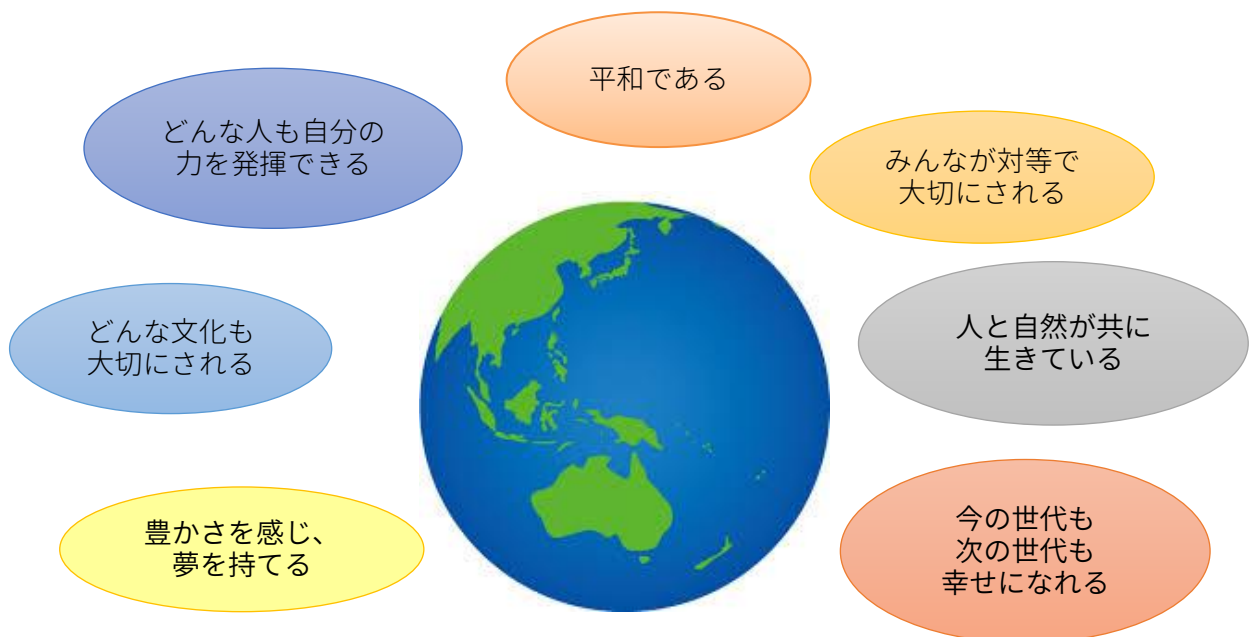 平和である
どんな人も自分の
力を発揮できる
みんなが対等で
大切にされる
どんな文化も
大切にされる
人と自然が共に
生きている
豊かさを感じ、
夢を持てる
今の世代も
次の世代も
幸せになれる